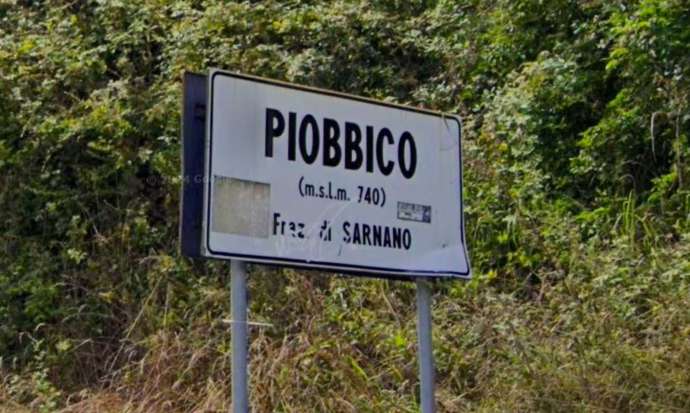 PIOBBICO
(m.s.l.m. 740)
Fraz. di SARNANO